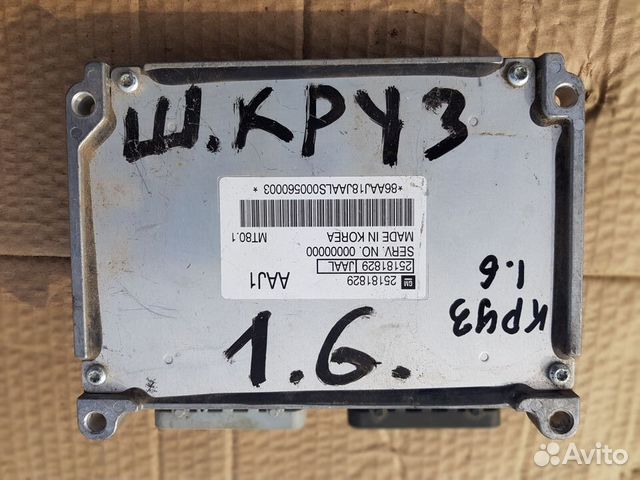 Ш.КРУЗ
GM 25181829 AAJ1
25181829 JAAL
SERV. NO. 00000000
MADE IN KOREA MT80.1
*86AAJ18JAALS000560003*
КРУЗ
1.6
1.6.
Avito